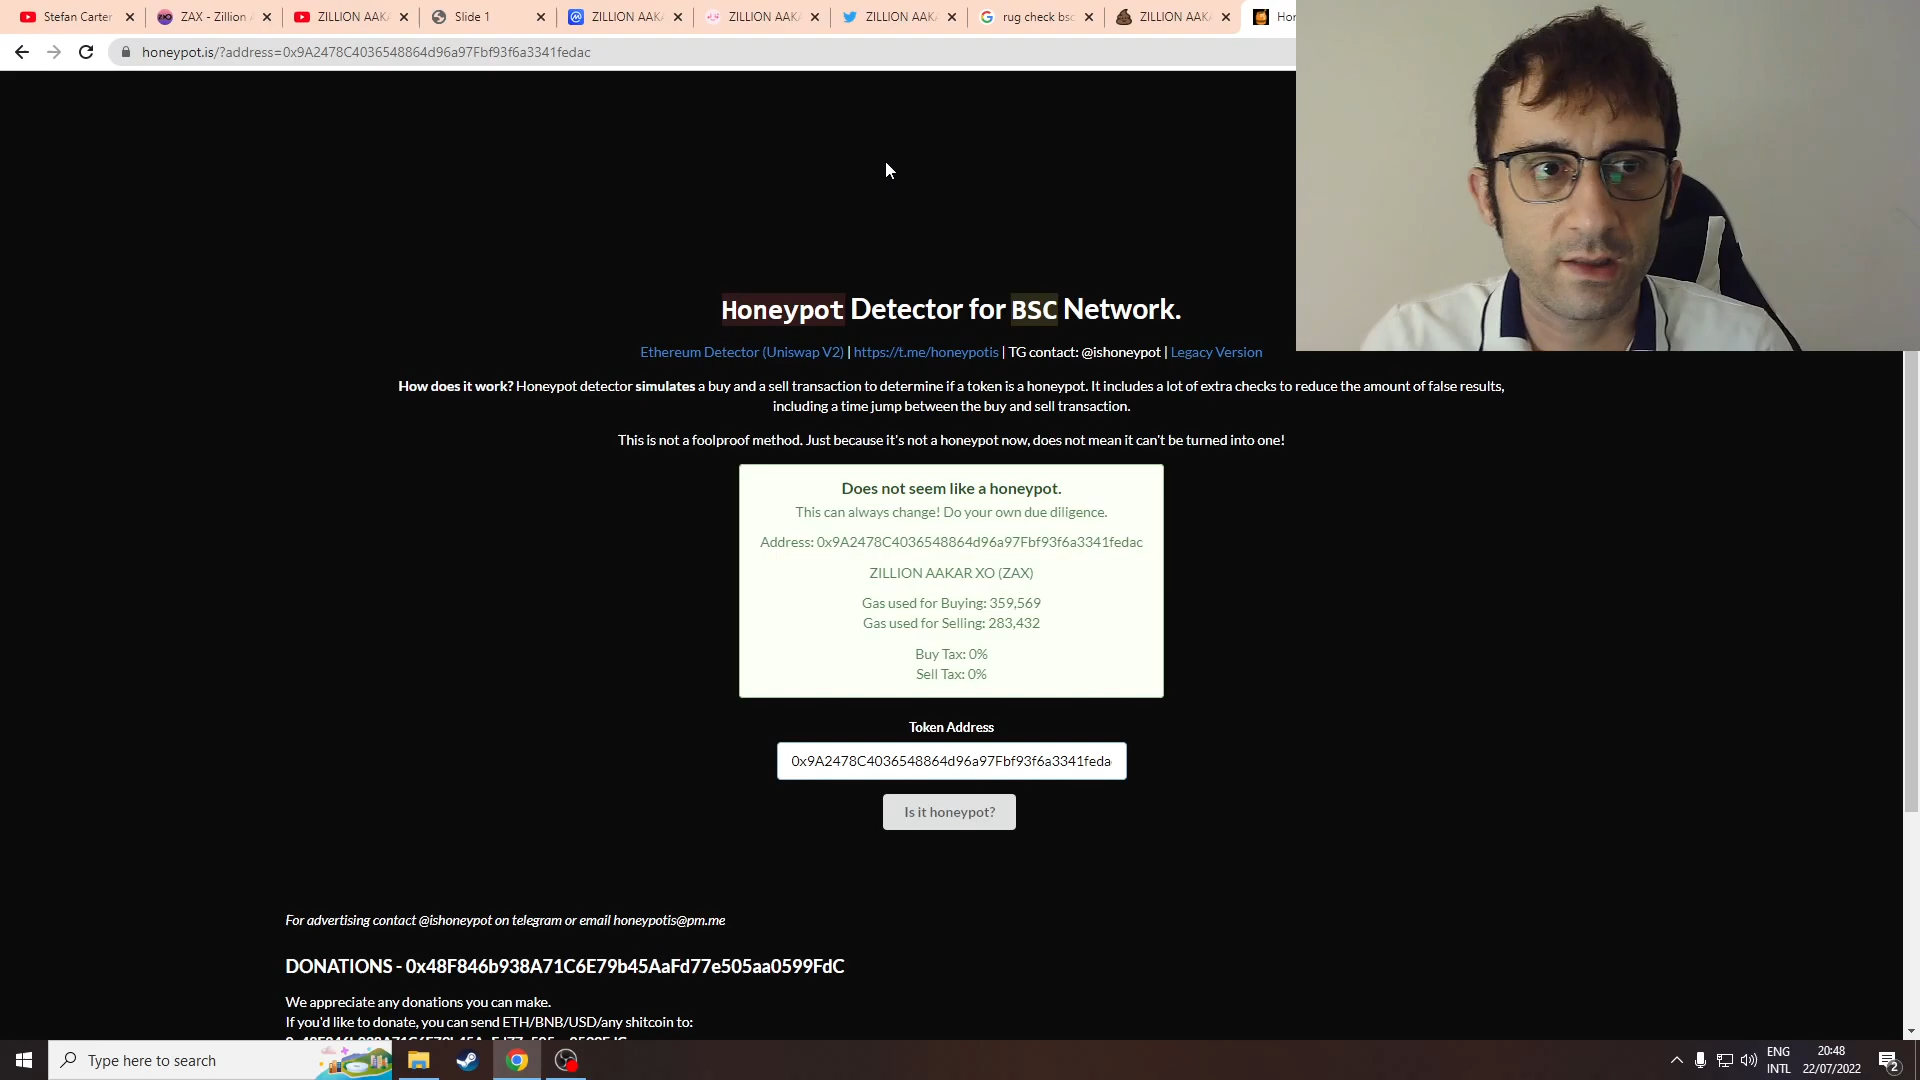 Stefan Carter
ZAX - Zillion A
ZILLION AAKA
Slide 1
ZILLION AAKA
ZILLION AAKA
ZILLION AAKA
rug check bsc
ZILLION AAKA
Hon
honeypot.is/?address=0x9A2478C4036548864d96a97Fbf93f6a3341fedac
Honeypot Detector for BSC Network.
Ethereum Detector (Uniswap V2) | https://t.me/honeypotis | TG contact: @ishoneypot | Legacy Version
How does it work? Honeypot detector simulates a buy and a sell transaction to determine if a token is a honeypot. It includes a lot of extra checks to reduce the amount of false results,
including a time jump between the buy and sell transaction.
This is not a foolproof method. Just because it's not a honeypot now, does not mean it can't be turned into one!
Does not seem like a honeypot.
This can always change! Do your own due diligence.
Address: 0x9A2478C4036548864d96a97Fbf93f6a3341fedac
ZILLION AAKAR XO (ZAX)
Gas used for Buying: 359,569
Gas used for Selling: 283,432
Buy Tax: 0%
Sell Tax: 0%
Token Address
0x9A2478C4036548864d96a97Fbf93f6a3341feda
Is it honeypot?
For advertising contact @ishoneypot on telegram or email honeypotis@pm.me
DONATIONS - 0x48F846b938A71C6E79b45AaFd77e505aa0599FdC
We appreciate any donations you can make.
If you'd like to donate, you can send ETH/BNB/USD/any shitcoin to:
Type here to search
ENG
INTL
20:48
22/07/2022
2